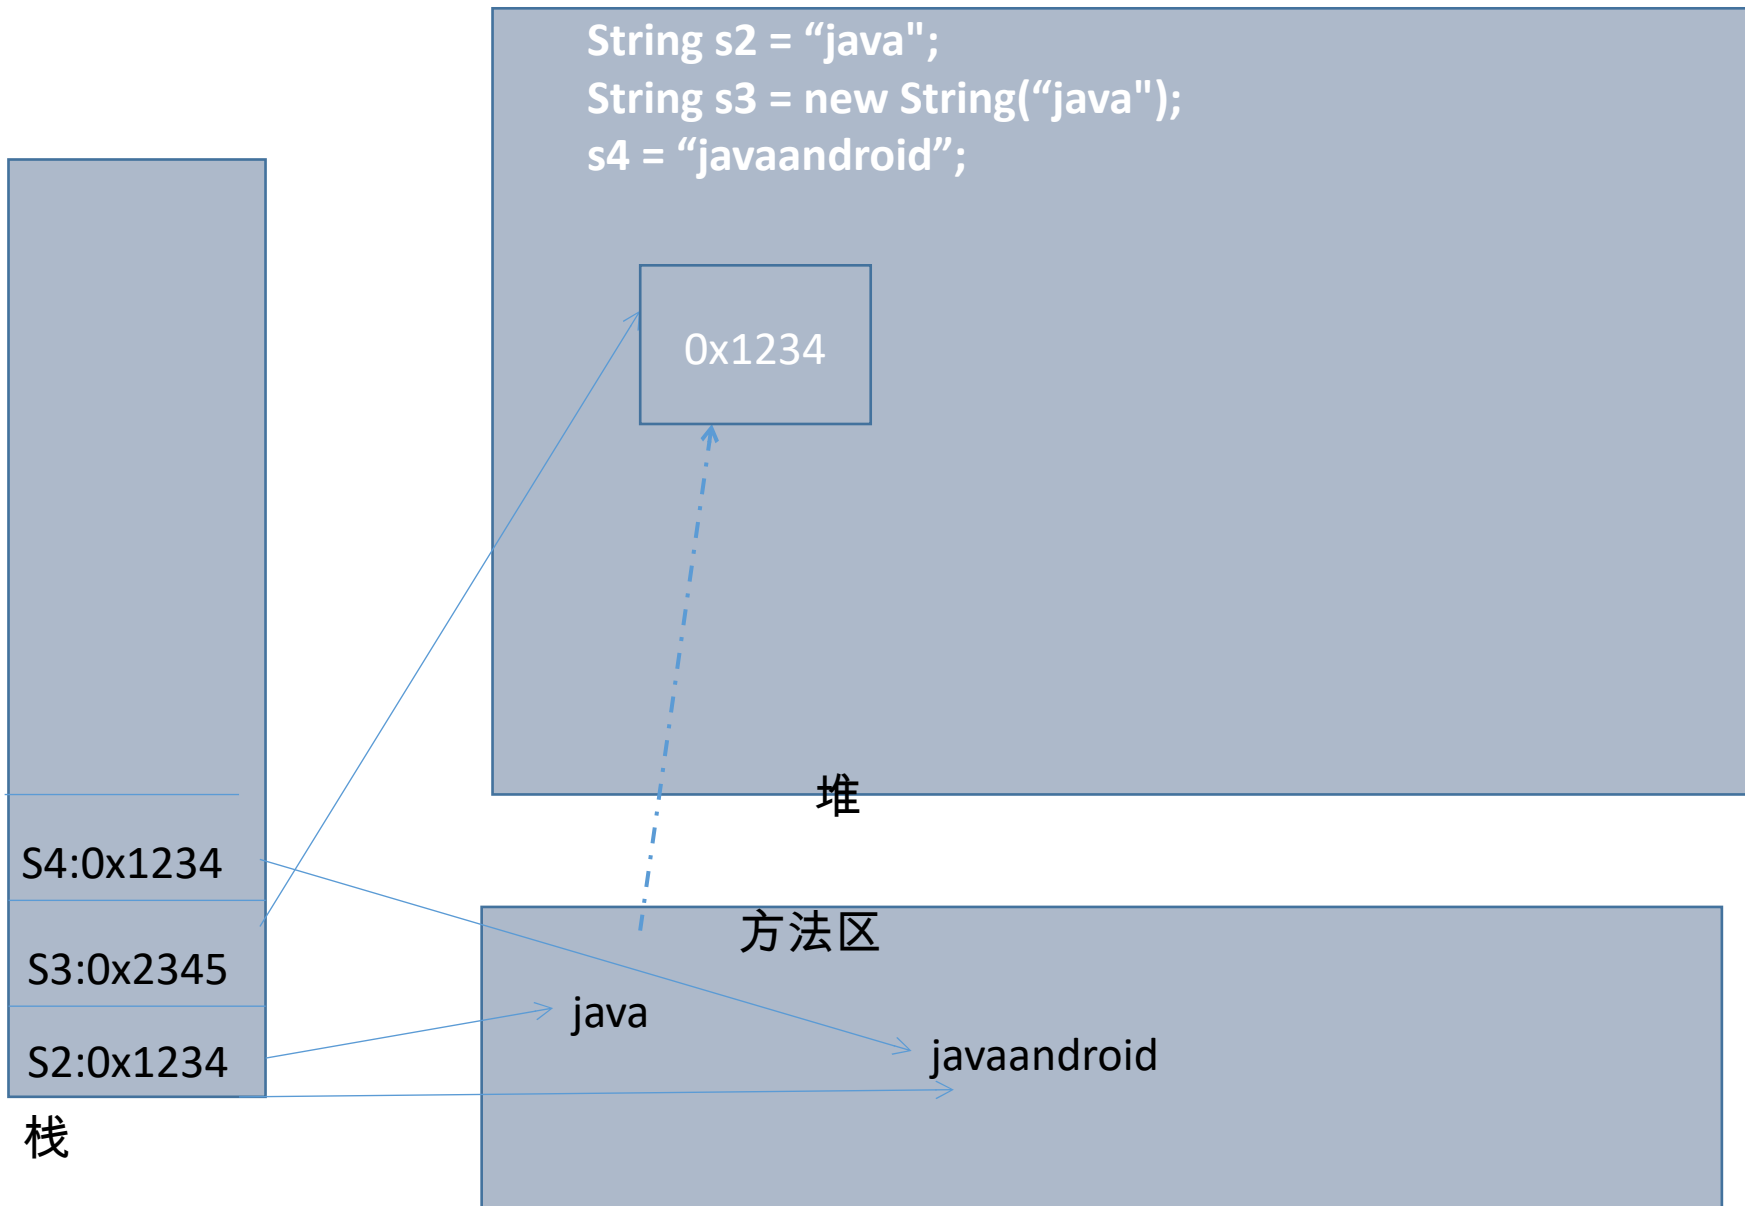 String s2 = “java";
String s3 = new String(“java");
s4 = “javaandroid”;
0x1234
堆
S4:0x1234
S3:0x2345
S2:0x1234
栈
方法区
java
javaandroid